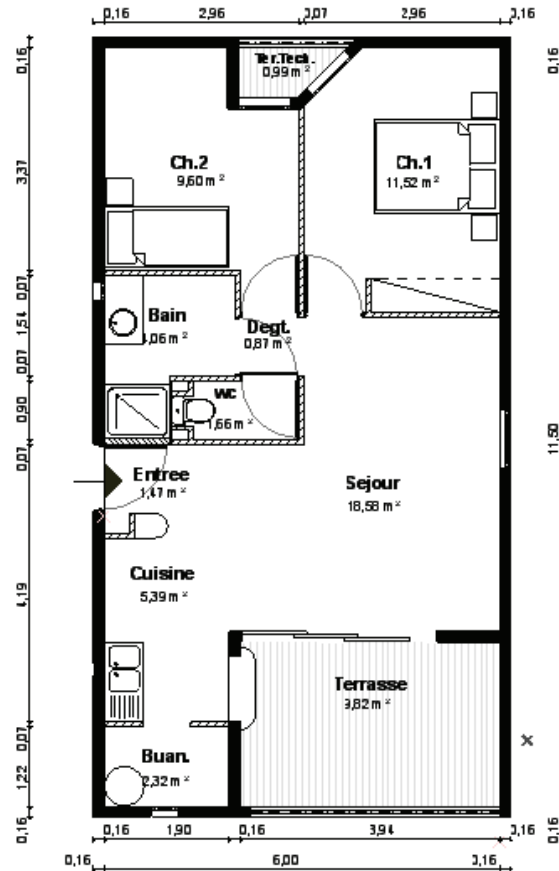 0,16 2,96 0,07 2,96 0,16
0,16
0,16
Ter.Tech.
0,99 m²
Ch.2
9,60 m²
Ch.1
11,52 m²
3,37
0,07
Bain
1,54
Degt.
0,87 m²
0,07
WC
1,66 m²
0,90
11,50
0,07
Entree
1,47 m²
Sejour
18,58 m²
Cuisine
5,39 m²
4,19
Terrasse
9,82 m²
0,07
Buan.
2,32 m²
1,22
0,16
0,16
0,16 1,90 0,16 3,94 0,16
0,16 6,00 0,16